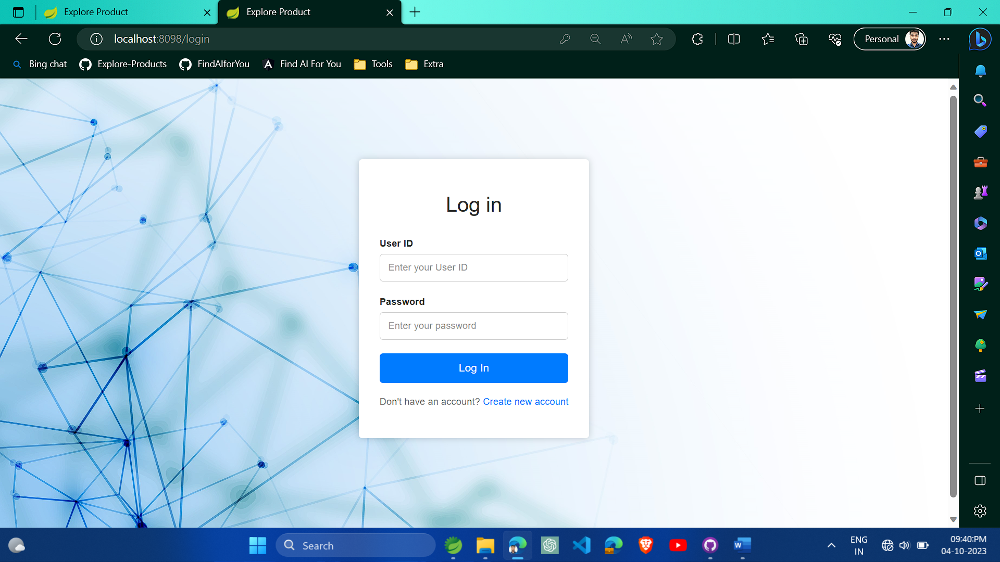 Explore Product
Explore Product
localhost:8098/login
Personal
Bing chat
Explore-Products
FindAIforYou
Find AI For You
Tools
Extra
Log in
User ID
Enter your User ID
Password
Enter your password
Log In
Don't have an account? Create new account
Search
ENG
IN
09:40:PM
04-10-2023